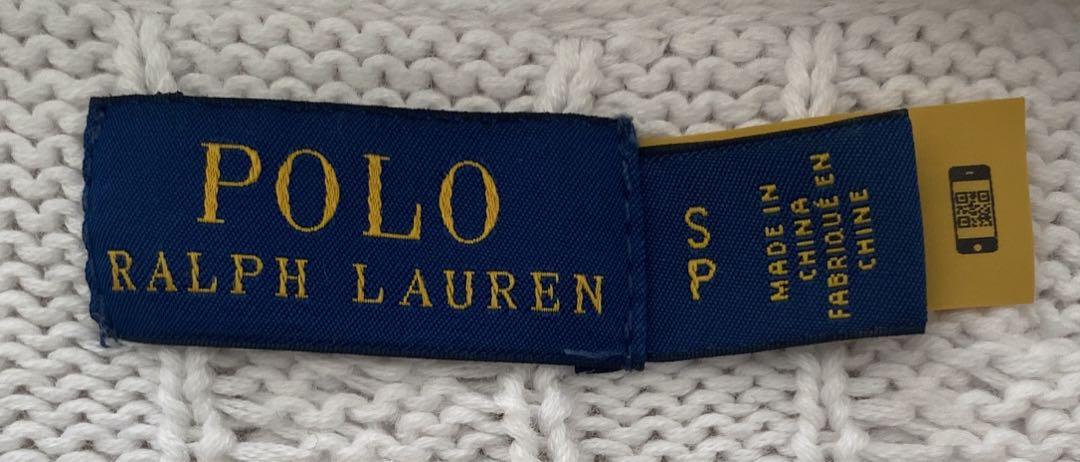 POLO
RALPH LAUREN
S
P
MADE IN
CHINA
FABRIQUÉ EN
CHINE